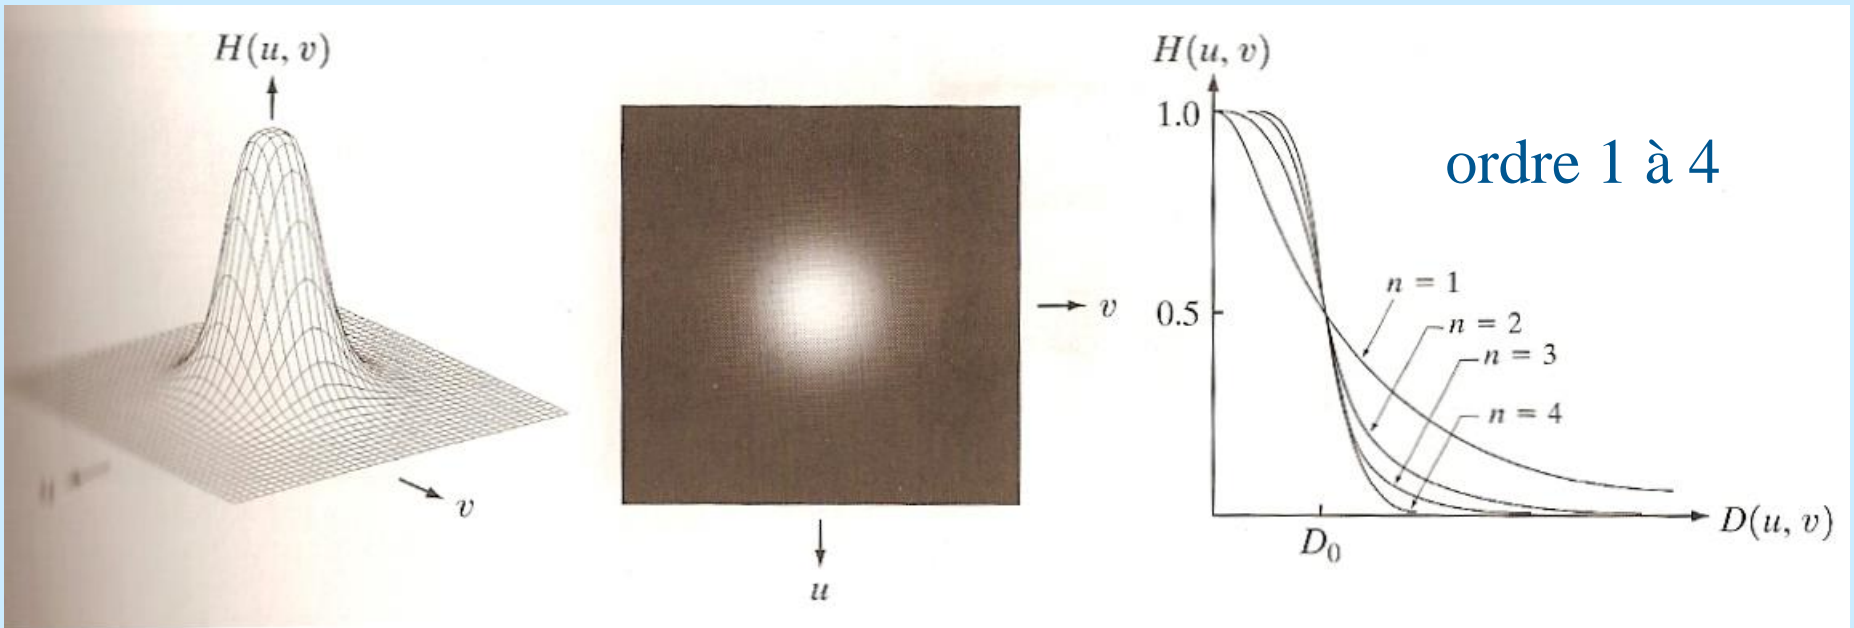 H(u, v)
v
v
u
H(u, v)
1.0
ordre 1 à 4
n = 1
0.5
n = 2
n = 3
n = 4
D(u, v)
D₀